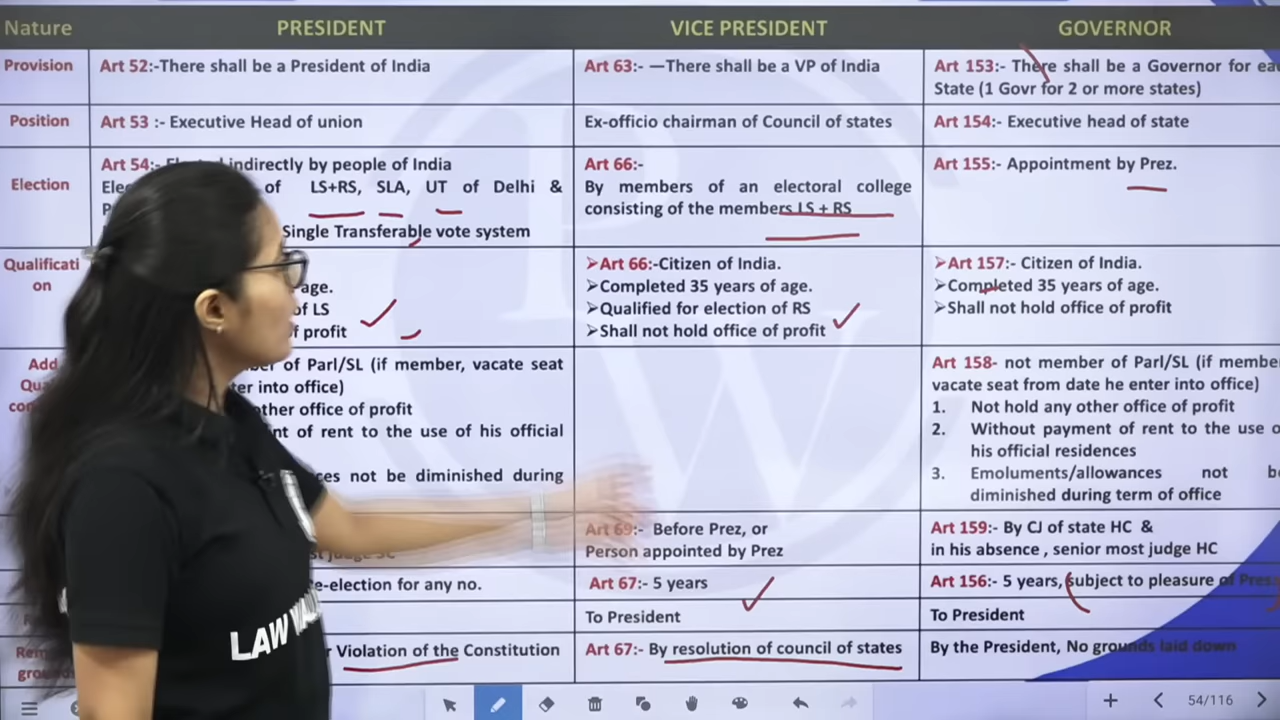 Nature PRESIDENT VICE PRESIDENT GOVERNOR
Provision
Art 52:-There shall be a President of India
Art 63:- —There shall be a VP of India
Art 153:- There shall be a Governor for
State (1 Govr for 2 or more states)
Position
Art 53 :- Executive Head of union
Ex-officio chairman of Council of states
Art 154:- Executive head of state
Election
Art 54:- indirectly by people of India
of LS+RS, SLA, UT of Delhi &
Single Transferable vote system
Art 66:-
By members of an electoral college
consisting of the members LS + RS
Art 155:- Appointment by Prez.
Qualificati
on
age.
of LS
profit
➢Art 66:-Citizen of India.
➢Completed 35 years of age.
➢Qualified for election of RS
➢Shall not hold office of profit
➢Art 157:- Citizen of India.
➢Completed 35 years of age.
➢Shall not hold office of profit
Add
of Parl/SL (if member, vacate seat
into office)
other office of profit
of rent to the use of his official
not be diminished during
Art 158- not member of Parl/SL (if
vacate seat from date he enter into office)
1. Not hold any other office of profit
2. Without payment of rent to the use
his official residences
3. Emoluments/allowances not
diminished during term of office
judge SC
Art 69:- Before Prez, or
Person appointed by Prez
Art 159:- By CJ of state HC &
in his absence , senior most judge HC
for any no.
Art 67:- 5 years
Art 156:- 5 years, subject to pleasure of
To President
To President
Violation of the Constitution
Art 67:- By resolution of council of states
By the President, No grounds laid down
LAW
54/116